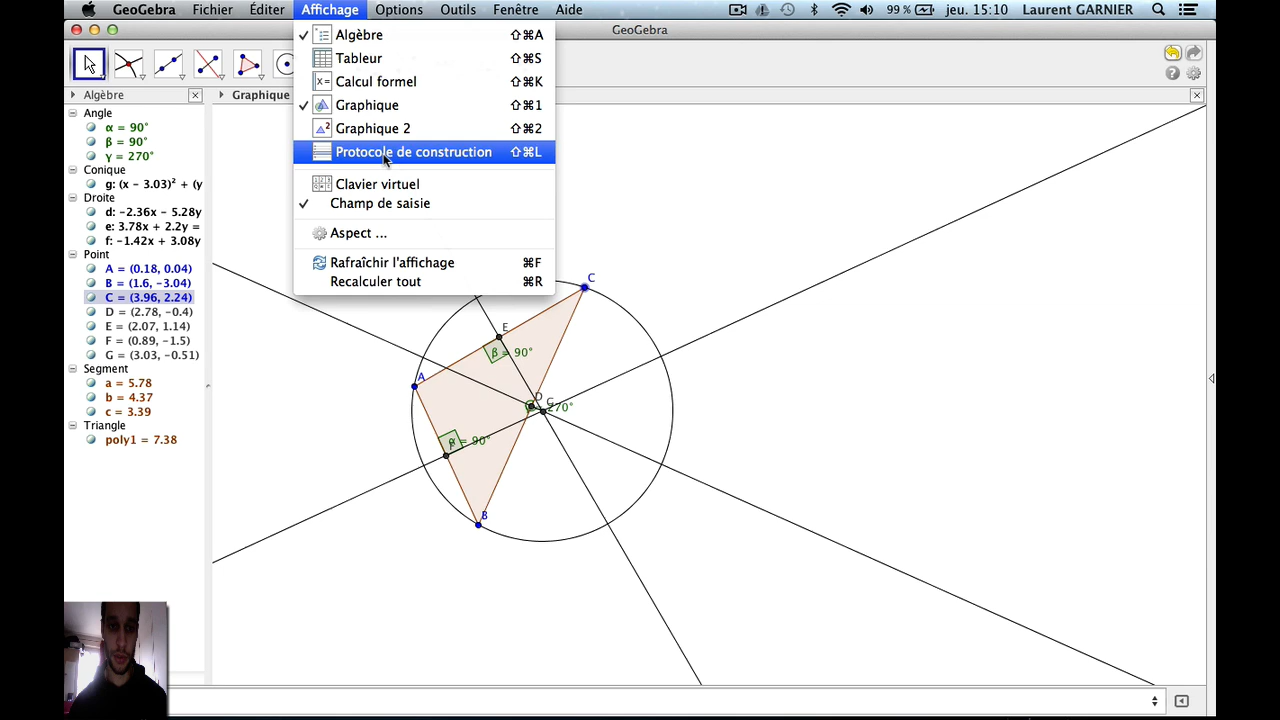 GeoGebra Fichier Éditer Affichage Options Outils Fenêtre Aide 99 % jeu. 15:10 Laurent GARNIER
GeoGebra
Algèbre
Graphique
✓ Algèbre ⇧⌘A
Tableur ⇧⌘S
x= Calcul formel ⇧⌘K
✓ Graphique ⇧⌘1
2 Graphique 2 ⇧⌘2
Protocole de construction ⇧⌘L
Clavier virtuel
✓ Champ de saisie
Aspect ...
Rafraîchir l'affichage ⌘F
Recalculer tout ⌘R
Angle
α = 90°
β = 90°
γ = 270°
Conique
g: (x - 3.03)² + (y
Droite
d: -2.36x - 5.28y
e: 3.78x + 2.2y =
f: -1.42x + 3.08y
Point
A = (0.18, 0.04)
B = (1.6, -3.04)
C = (3.96, 2.24)
D = (2.78, -0.4)
E = (2.07, 1.14)
F = (0.89, -1.5)
G = (3.03, -0.51)
Segment
a = 5.78
b = 4.37
c = 3.39
Triangle
poly1 = 7.38
C
E
β = 90°
A
D
G
270°
α = 90°
F
B